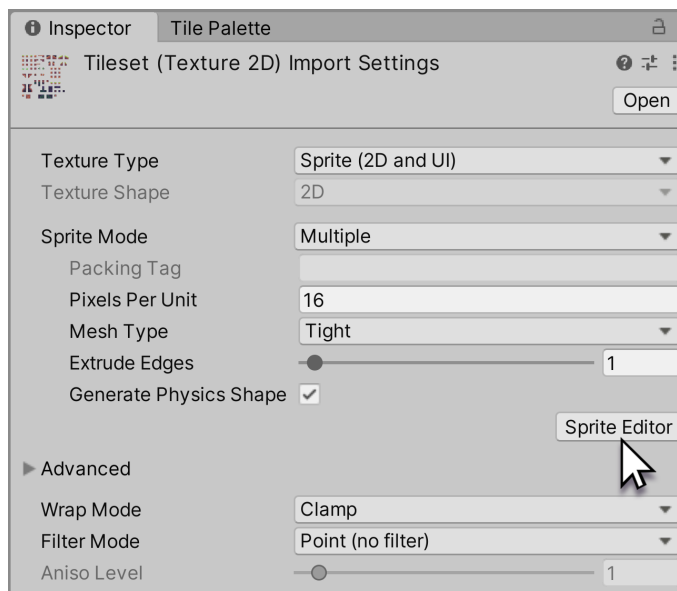 Inspector Tile Palette
Tileset (Texture 2D) Import Settings
Open
Texture Type Sprite (2D and UI)
Texture Shape 2D
Sprite Mode Multiple
Packing Tag
Pixels Per Unit 16
Mesh Type Tight
Extrude Edges 1
Generate Physics Shape
Sprite Editor
Advanced
Wrap Mode Clamp
Filter Mode Point (no filter)
Aniso Level 1